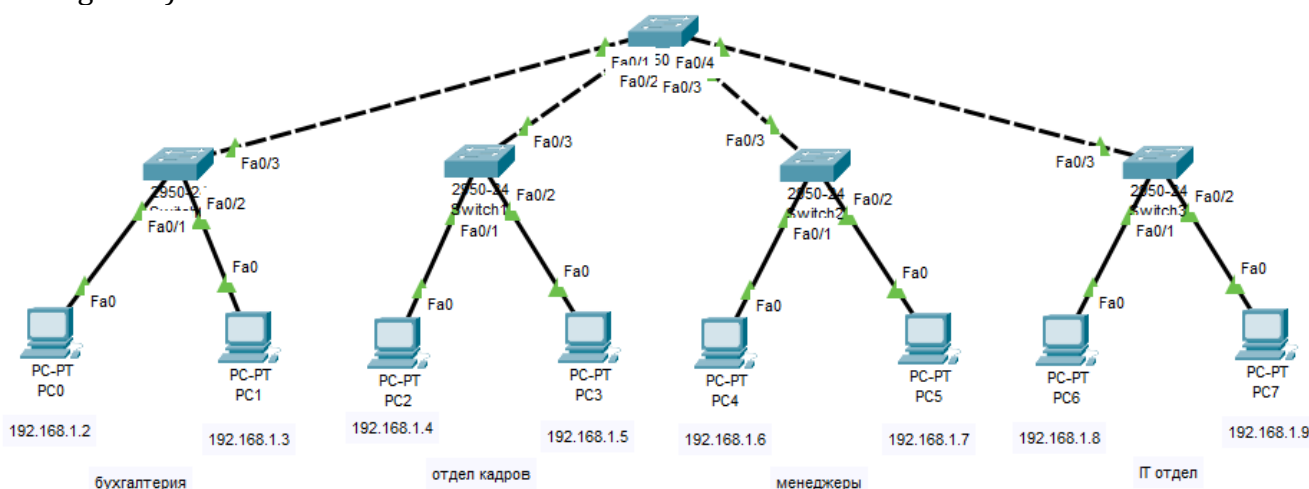 Fa0/1 50 Fa0/4
Fa0/2 Fa0/3
Fa0/3
Fa0/3
Fa0/3
Fa0/3
Fa0/2
Fa0/1
2950-24
Switch1
Fa0/2
Fa0/1
2950-24
Switch2
Fa0/2
Fa0/1
2950-24
Switch3
Fa0/2
Fa0/1
Fa0
Fa0
Fa0
Fa0
Fa0
Fa0
Fa0
Fa0
PC-PT
PC0
PC-PT
PC1
PC-PT
PC2
PC-PT
PC3
PC-PT
PC4
PC-PT
PC5
PC-PT
PC6
PC-PT
PC7
192.168.1.2
192.168.1.3
192.168.1.4
192.168.1.5
192.168.1.6
192.168.1.7
192.168.1.8
192.168.1.9
бухгалтерия
отдел кадров
менеджеры
IT отдел